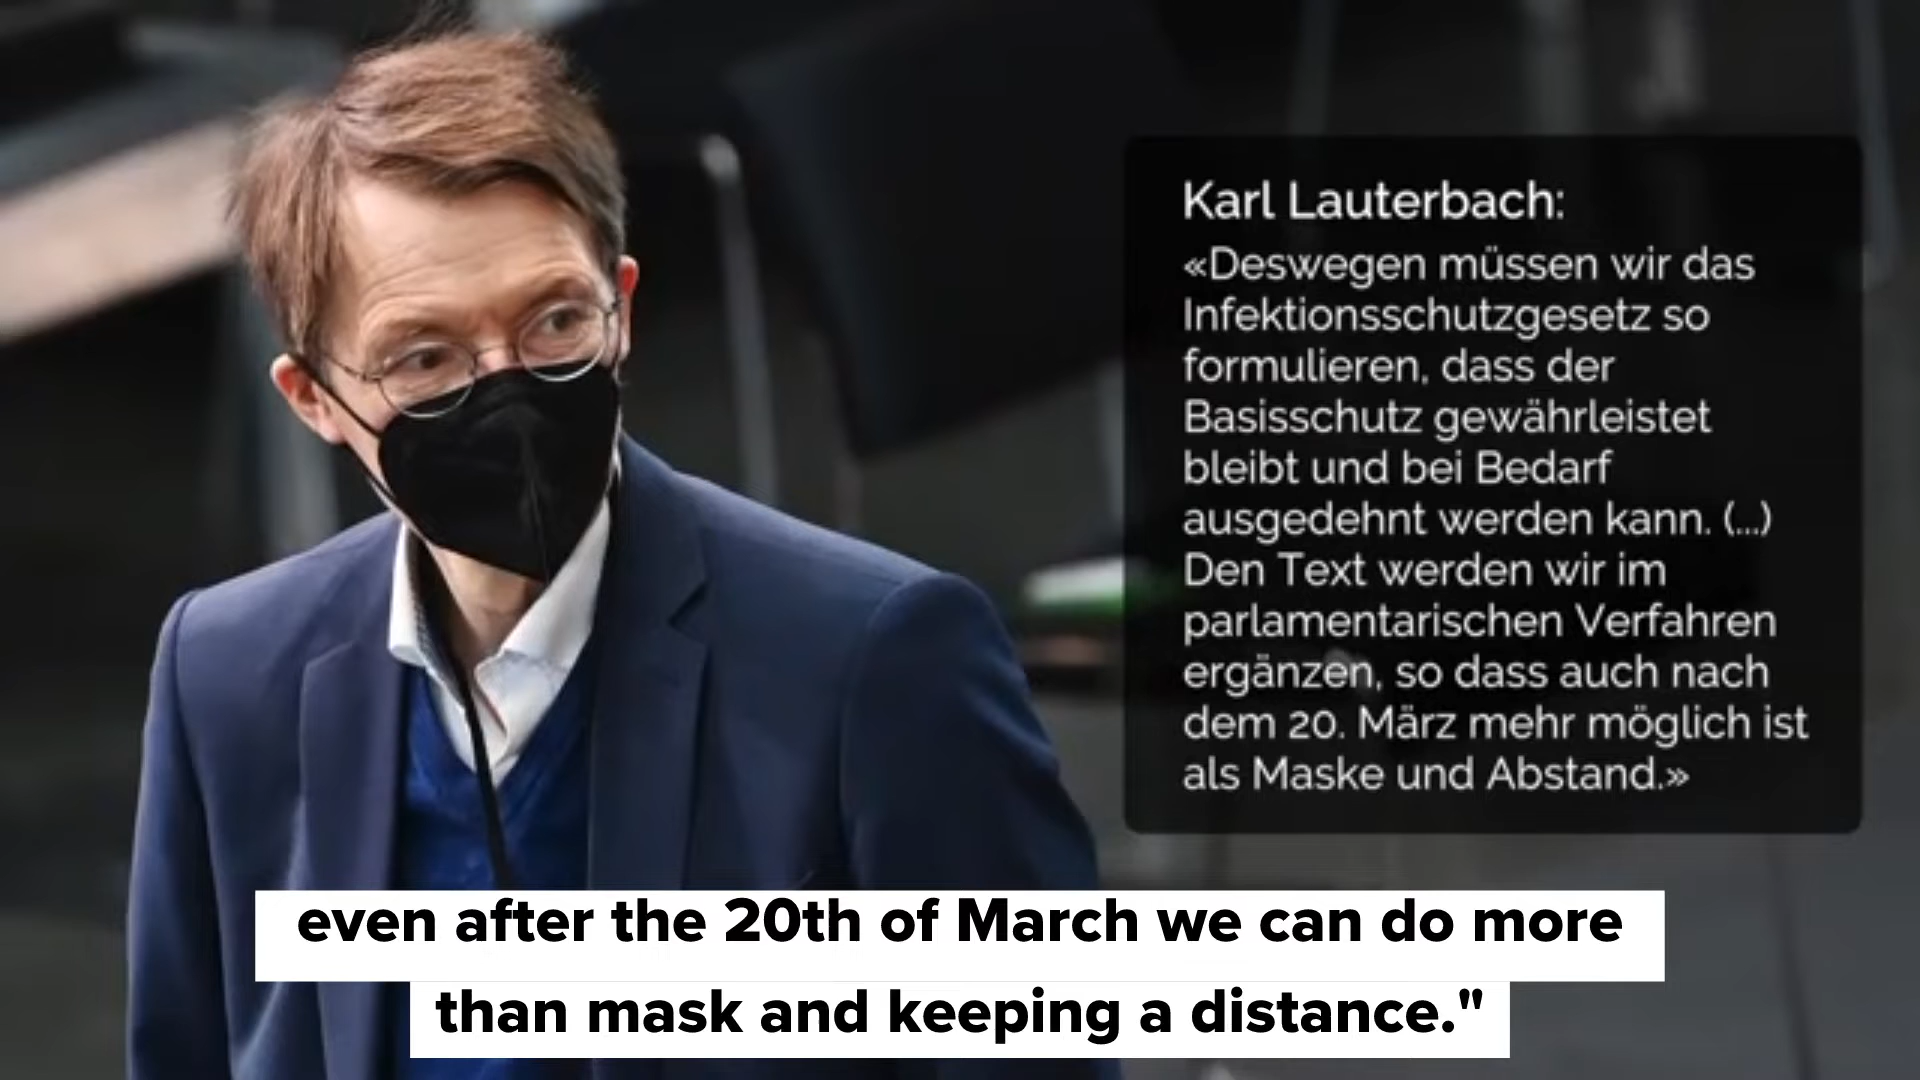 Karl Lauterbach:
«Deswegen müssen wir das
Infektionsschutzgesetz so
formulieren, dass der
Basisschutz gewährleistet
bleibt und bei Bedarf
ausgedehnt werden kann. (...)
Den Text werden wir im
parlamentarischen Verfahren
ergänzen, so dass auch nach
dem 20. März mehr möglich ist
als Maske und Abstand.»
even after the 20th of March we can do more
than mask and keeping a distance."